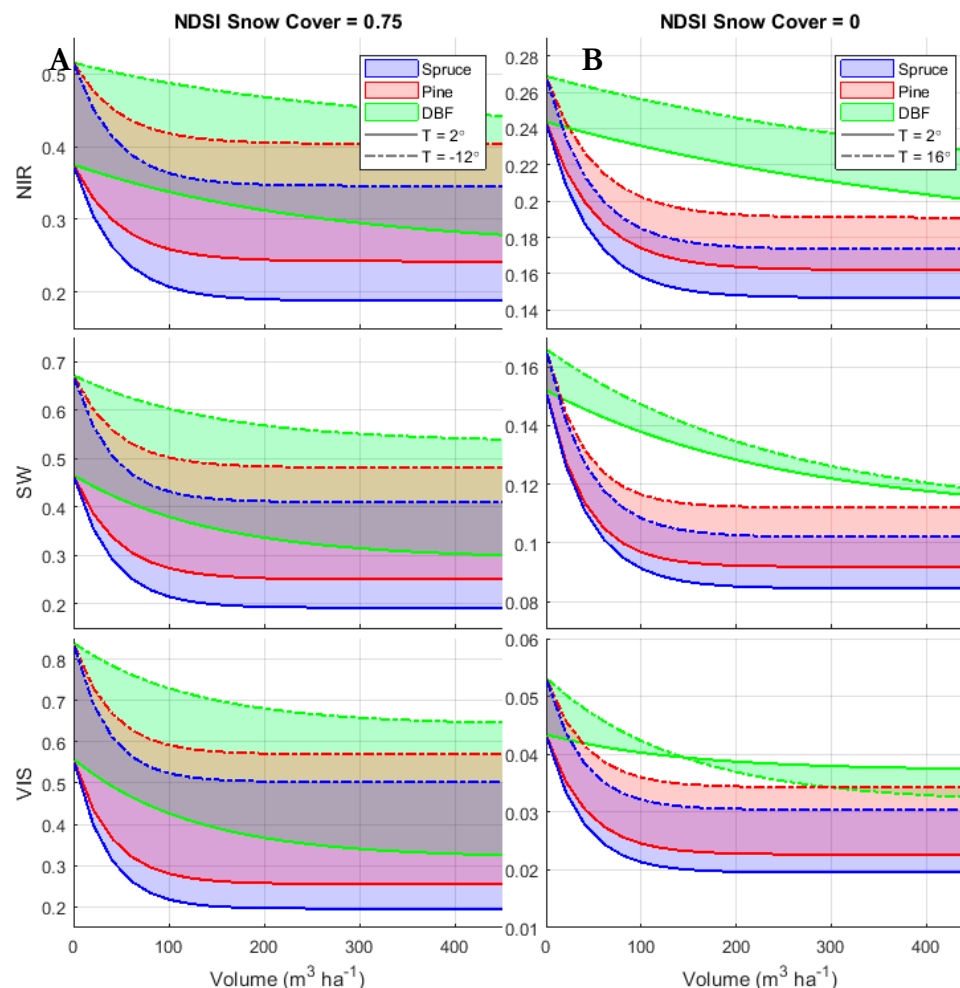 NDSI Snow Cover = 0.75
NDSI Snow Cover = 0
A
Spruce
Pine
DBF
T = 2°
T = -12°
0.5
0.4
0.3
0.2
NIR
B
Spruce
Pine
DBF
T = 2°
T = 16°
0.28
0.26
0.24
0.22
0.2
0.18
0.16
0.14
0.7
0.6
0.5
0.4
0.3
0.2
SW
0.16
0.14
0.12
0.1
0.08
0.8
0.7
0.6
0.5
0.4
0.3
0.2
VIS
0.06
0.05
0.04
0.03
0.02
0.01
0 100 200 300 400
Volume (m³ ha⁻¹)
0 100 200 300 400
Volume (m³ ha⁻¹)